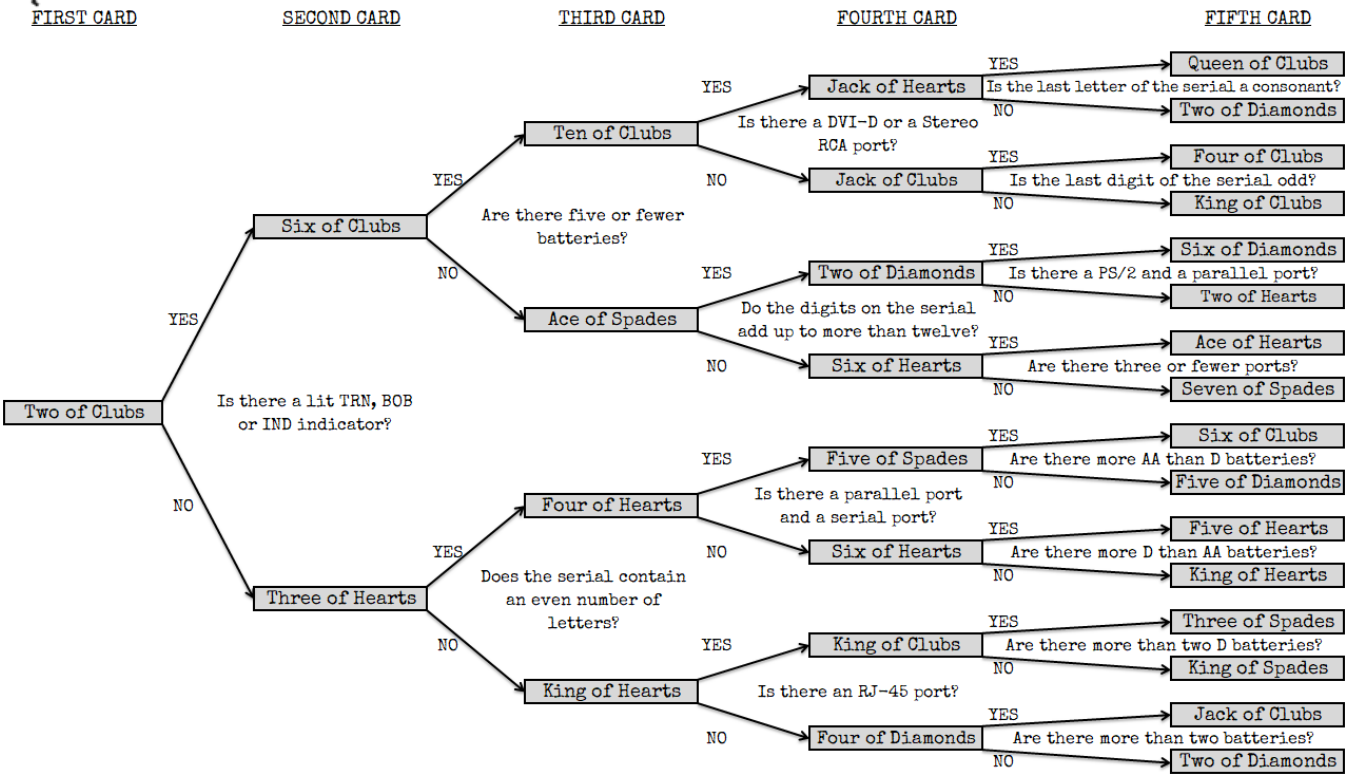 FIRST CARD
SECOND CARD
THIRD CARD
FOURTH CARD
FIFTH CARD
Two of Clubs
YES
NO
Is there a lit TRN, BOB
or IND indicator?
Six of Clubs
Three of Hearts
YES
NO
Are there five or fewer
batteries?
YES
NO
Does the serial contain
an even number of
letters?
Ten of Clubs
Ace of Spades
Four of Hearts
King of Hearts
YES
Is there a DVI-D or a Stereo
RCA port?
NO
YES
Do the digits on the serial
add up to more than twelve?
NO
YES
Is there a parallel port
and a serial port?
NO
YES
Is there an RJ-45 port?
NO
Jack of Hearts
Jack of Clubs
Two of Diamonds
Six of Hearts
Five of Spades
Six of Hearts
King of Clubs
Four of Diamonds
YES
Queen of Clubs
Is the last letter of the serial a consonant?
NO
Two of Diamonds
YES
Four of Clubs
Is the last digit of the serial odd?
NO
King of Clubs
YES
Six of Diamonds
Is there a PS/2 and a parallel port?
NO
Two of Hearts
YES
Ace of Hearts
Are there three or fewer ports?
NO
Seven of Spades
YES
Six of Clubs
Are there more AA than D batteries?
NO
Five of Diamonds
YES
Five of Hearts
Are there more D than AA batteries?
NO
King of Hearts
YES
Three of Spades
Are there more than two D batteries?
NO
King of Spades
YES
Jack of Clubs
Are there more than two batteries?
NO
Two of Diamonds